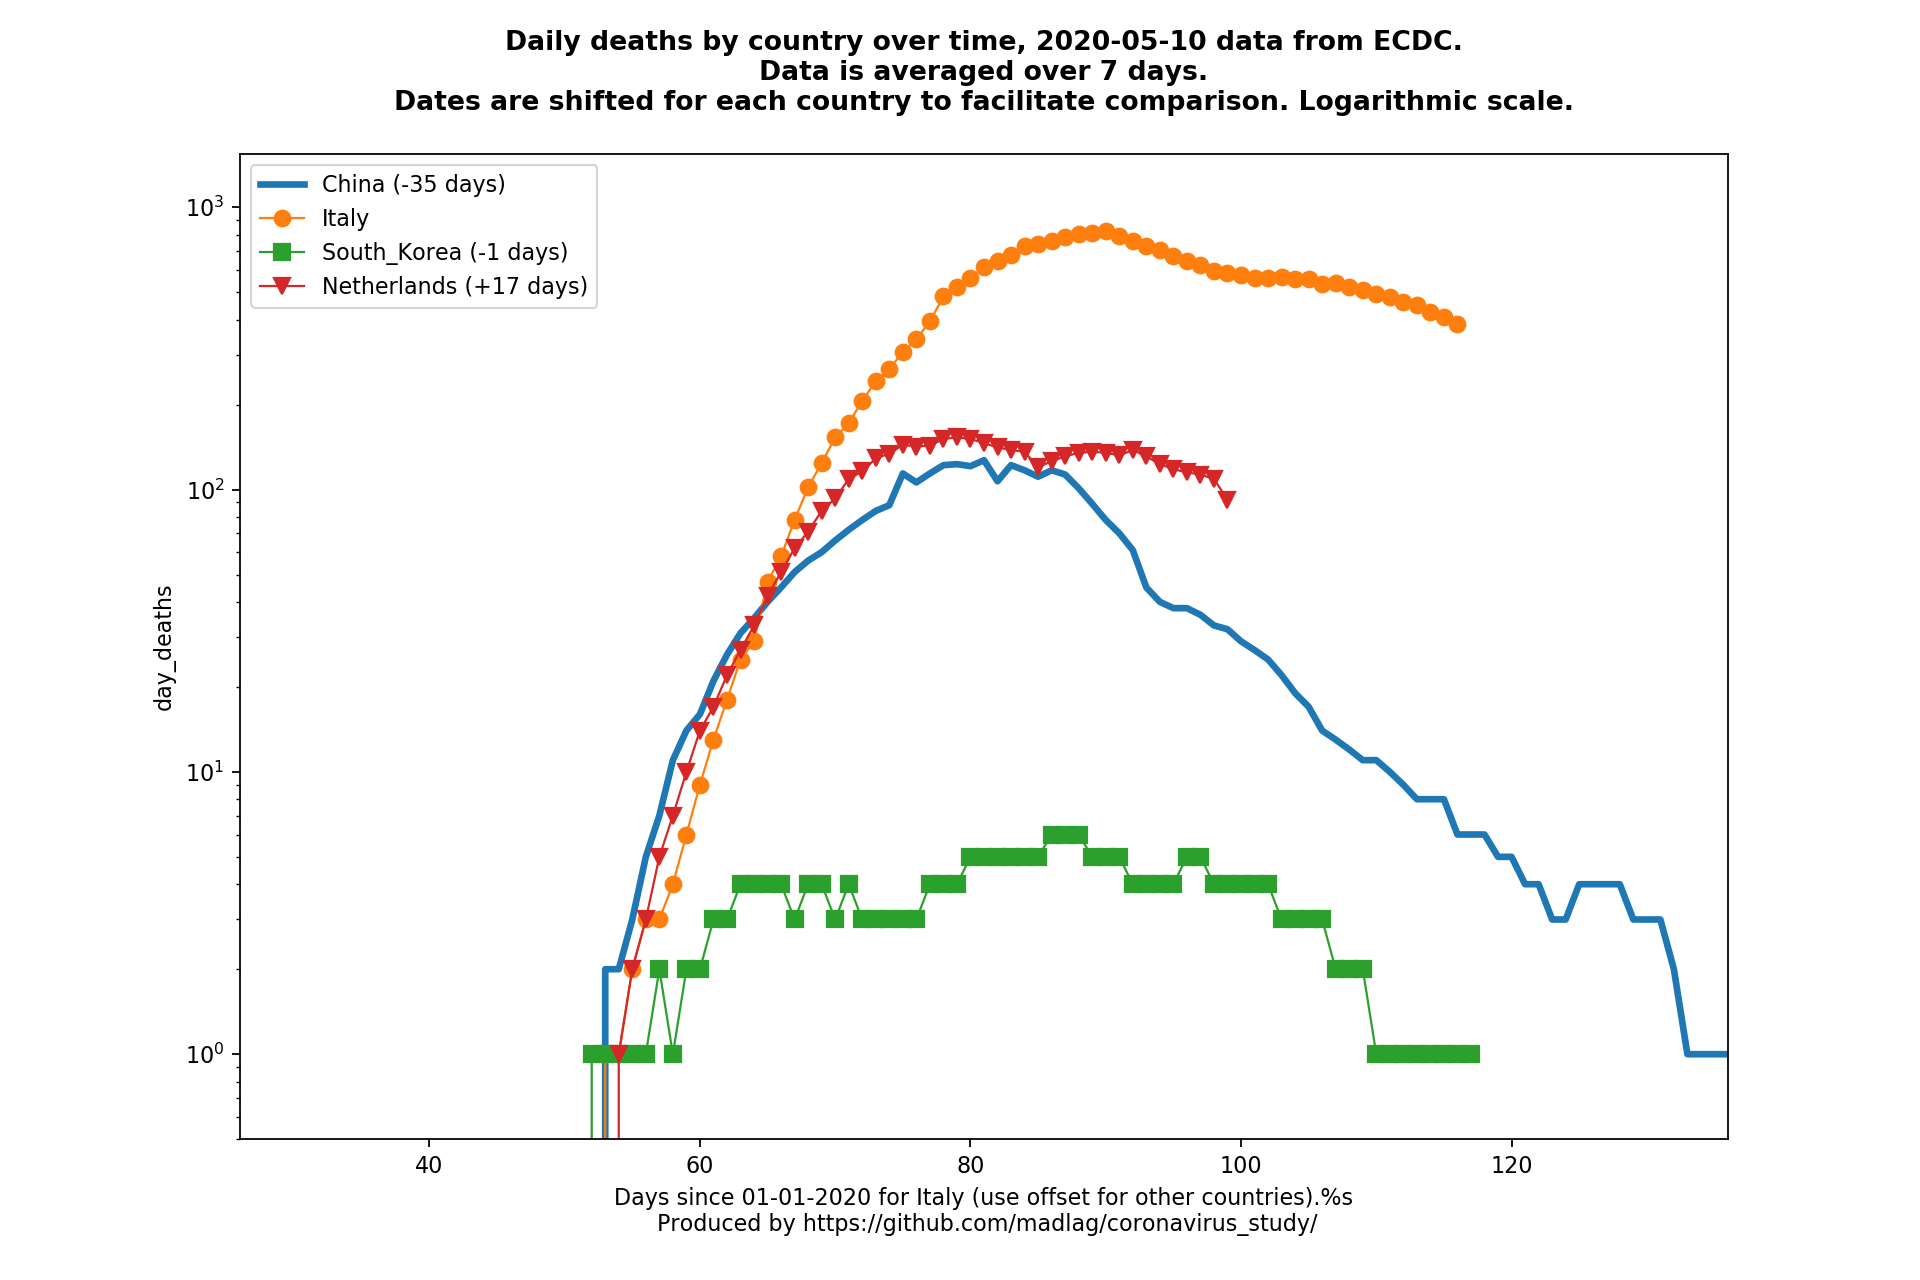 Daily deaths by country over time, 2020-05-10 data from ECDC.
Data is averaged over 7 days.
Dates are shifted for each country to facilitate comparison. Logarithmic scale.
China (-35 days)
Italy
South_Korea (-1 days)
Netherlands (+17 days)
10³
10²
10¹
10⁰
day_deaths
40 60 80 100 120
Days since 01-01-2020 for Italy (use offset for other countries).%s
Produced by https://github.com/madlag/coronavirus_study/